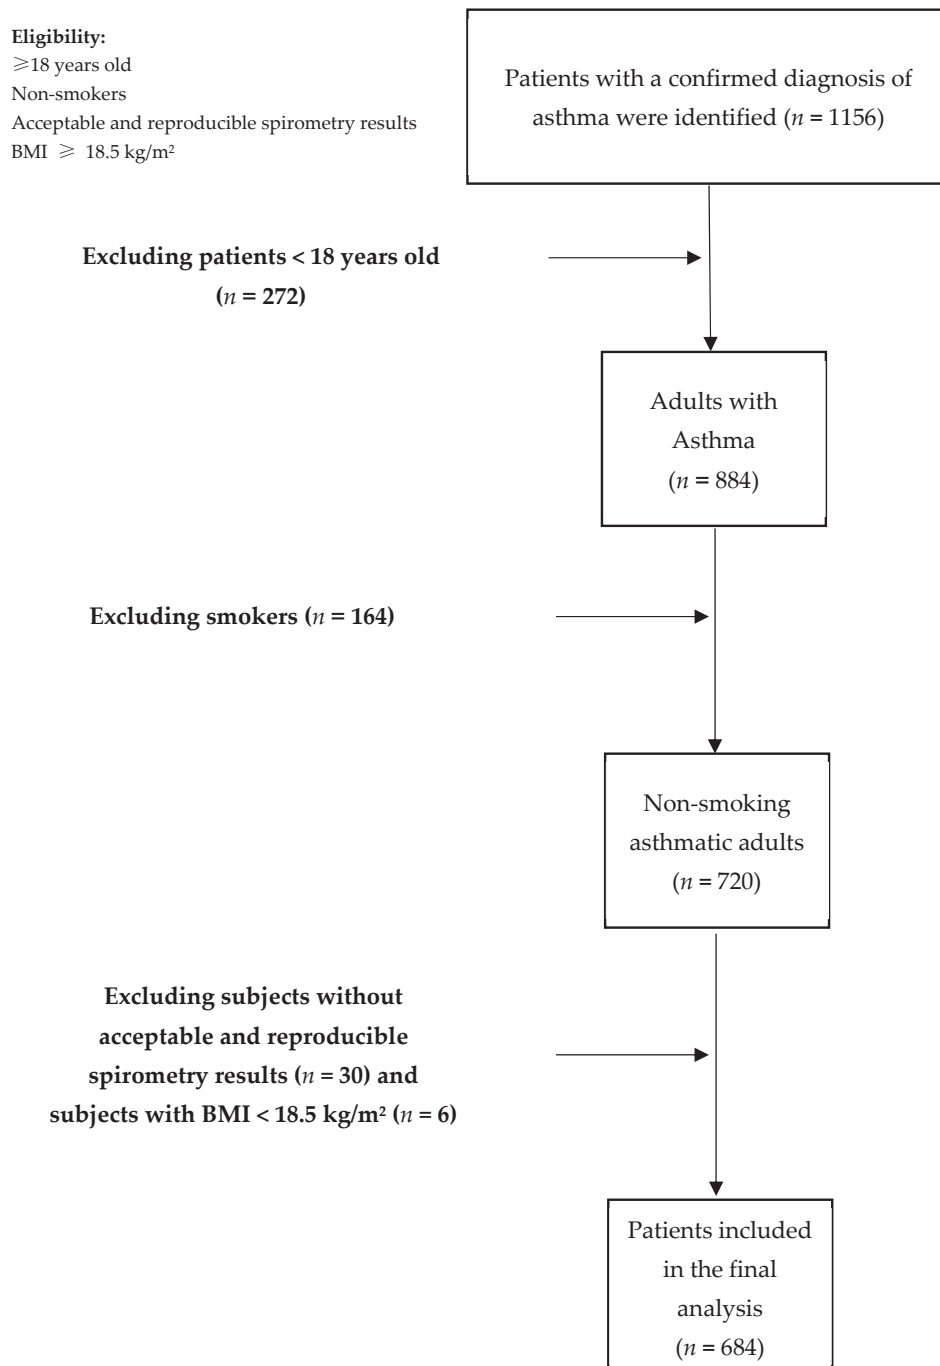 Eligibility:
⩾18 years old
Non-smokers
Acceptable and reproducible spirometry results
BMI ⩾ 18.5 kg/m²
Patients with a confirmed diagnosis of
asthma were identified (n = 1156)
Excluding patients < 18 years old
(n = 272)
Adults with
Asthma
(n = 884)
Excluding smokers (n = 164)
Non-smoking
asthmatic adults
(n = 720)
Excluding subjects without
acceptable and reproducible
spirometry results (n = 30) and
subjects with BMI < 18.5 kg/m² (n = 6)
Patients included
in the final
analysis
(n = 684)